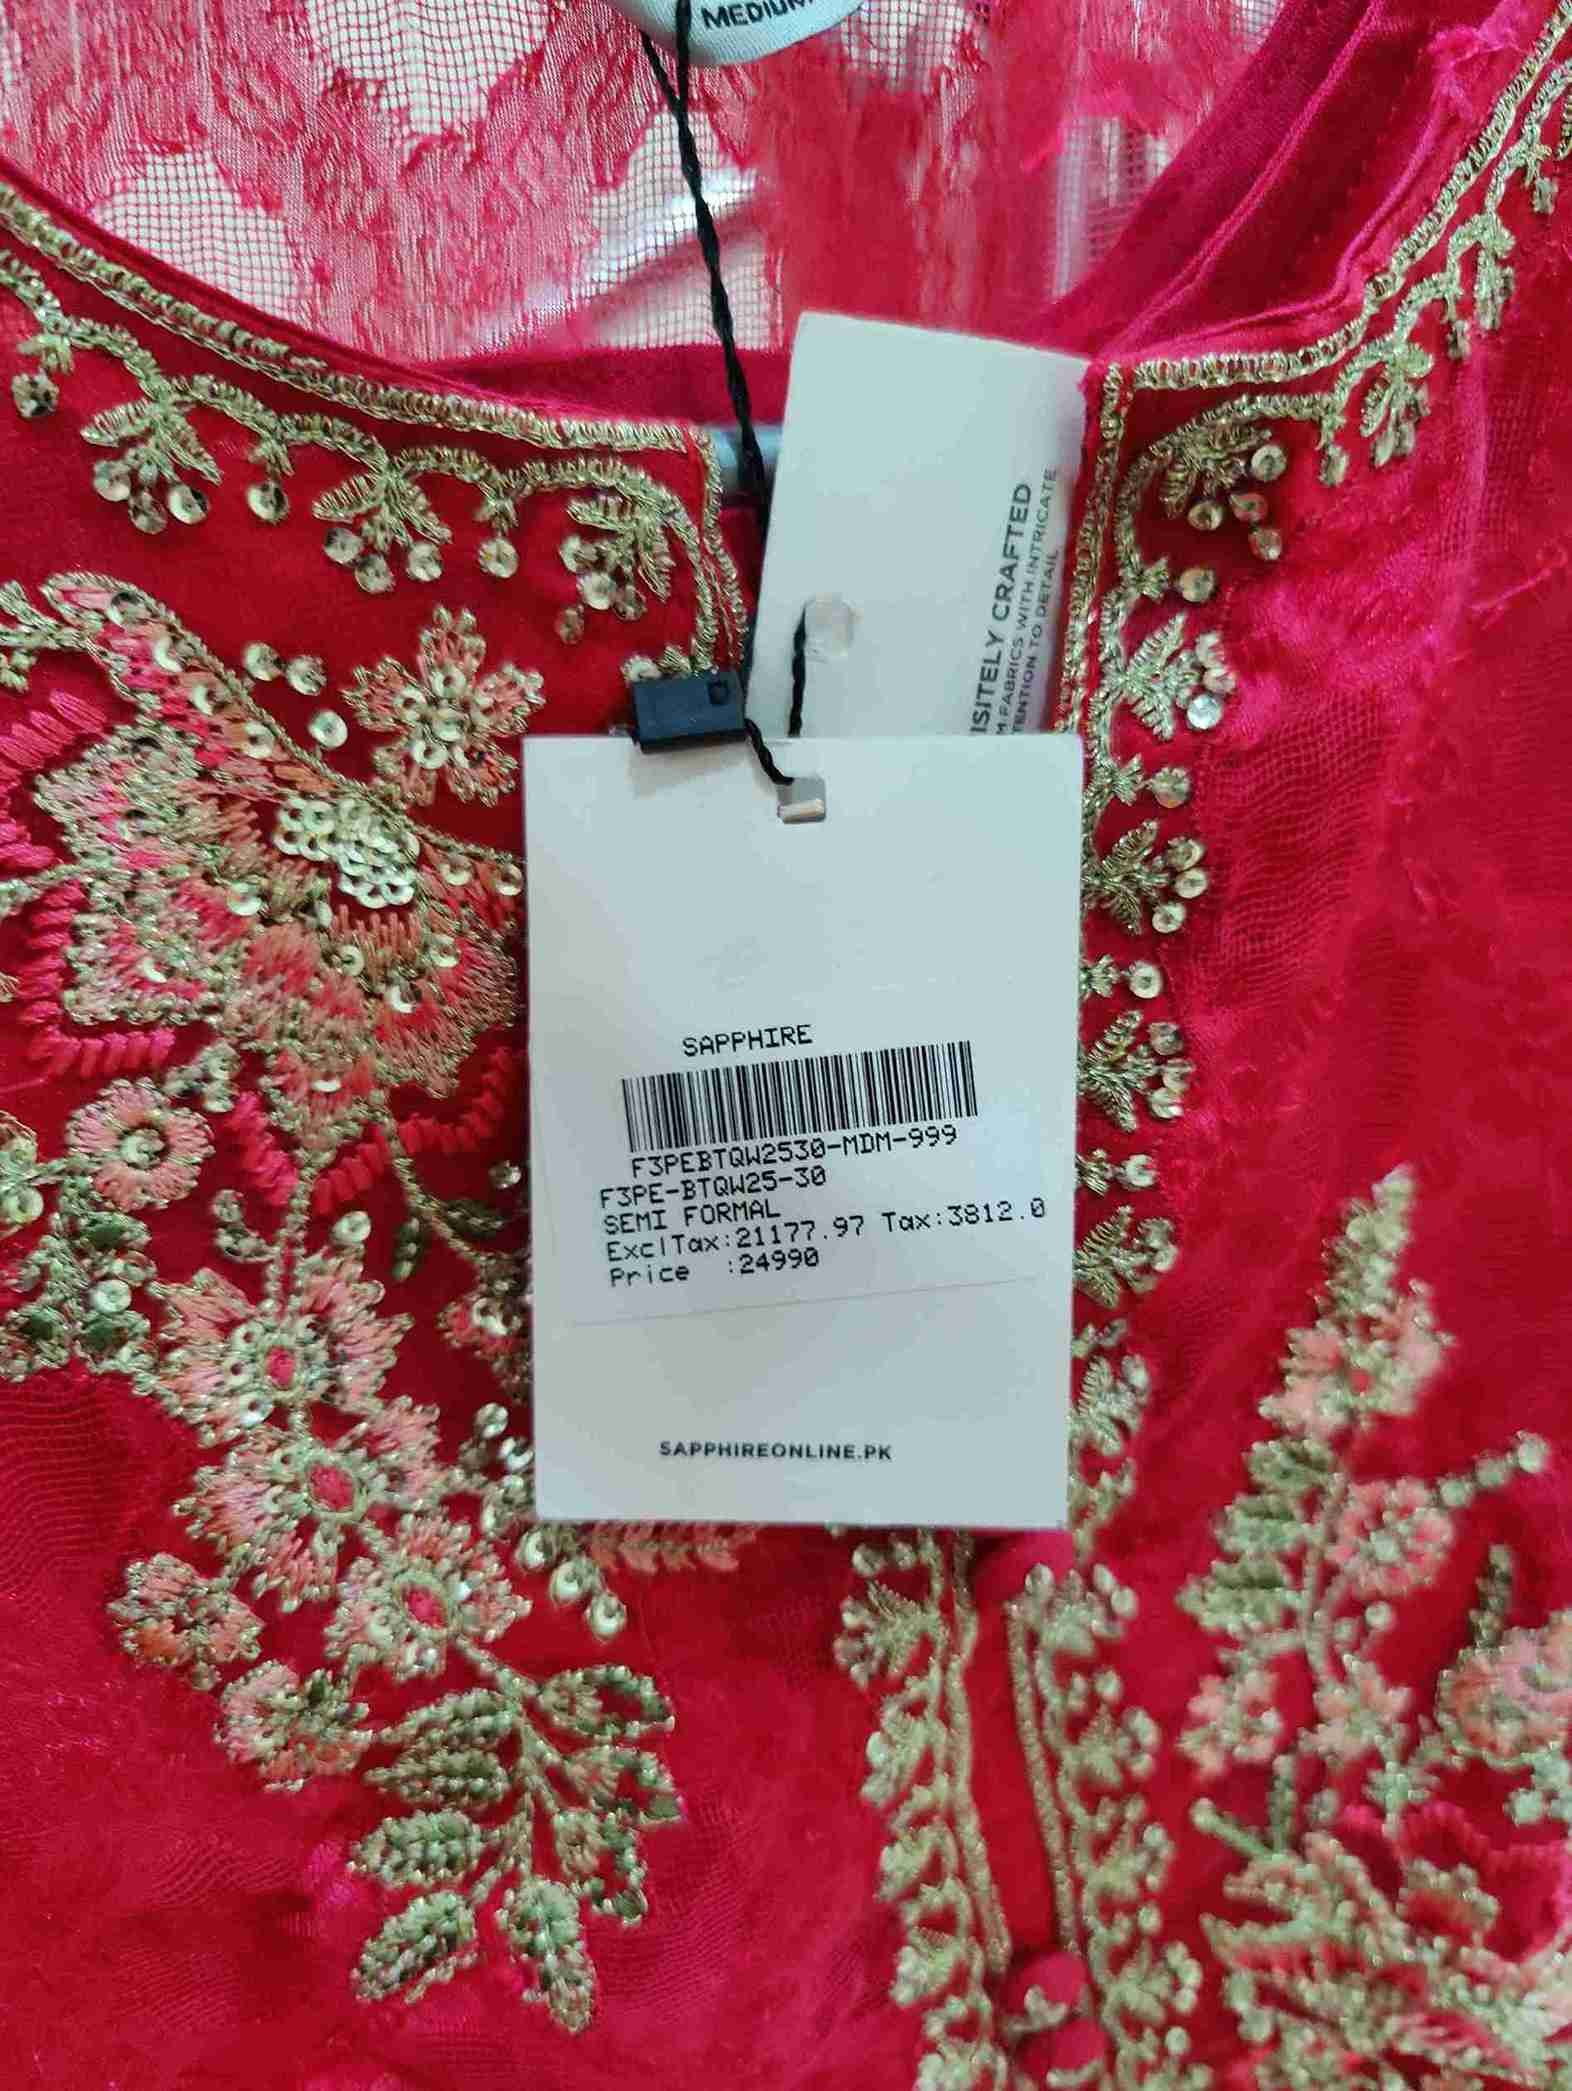 MEDIUM
ISITELY CRAFTED
M FABRICS WITH INTRICATE
TENTION TO DETAIL
SAPPHIRE
F3PEBTQW2530-MDM-999
F3PE-BTQW25-30
SEMI FORMAL
ExclTax:21177.97 Tax:3812.0
Price :24990
SAPPHIREONLINE.PK